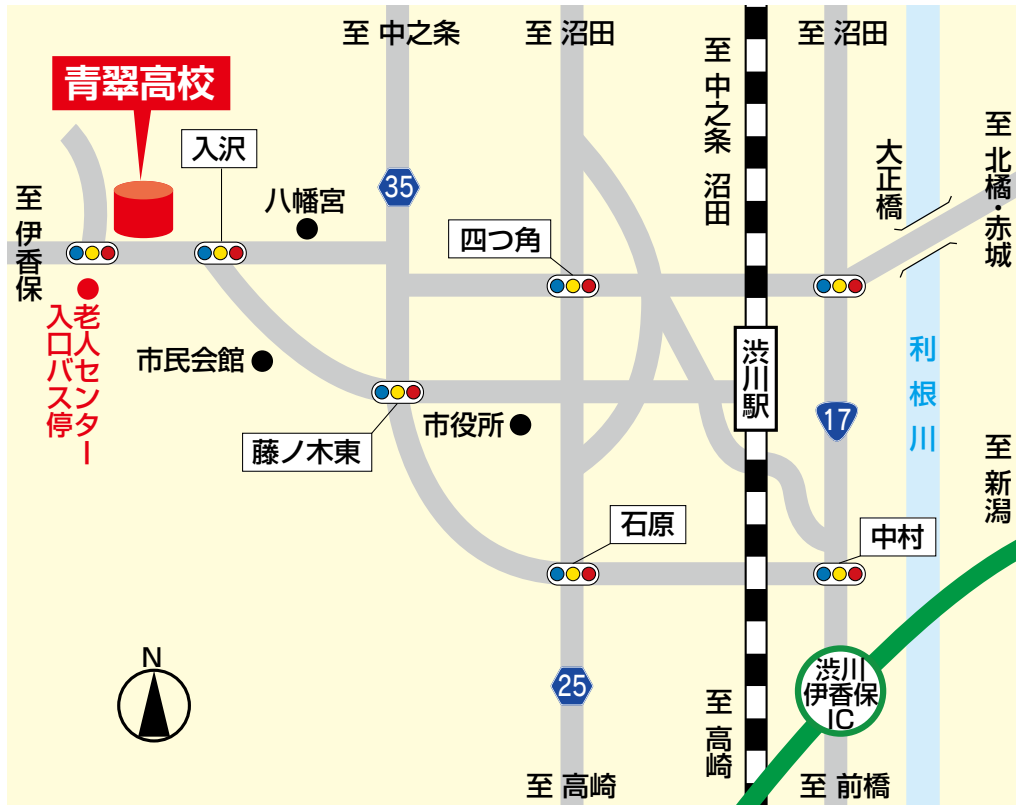 至 中之条
至 沼田
至 沼田
至 中之条 沼田
至 北橘・赤城
青翠高校
入沢
大正橋
35
八幡宮
至 伊香保
四つ角
老人センター
入口バス停
市民会館
渋川駅
利根川
17
市役所
藤ノ木東
至 新潟
石原
中村
N
25
渋川
伊香保
IC
至 高崎
至 高崎
至 前橋